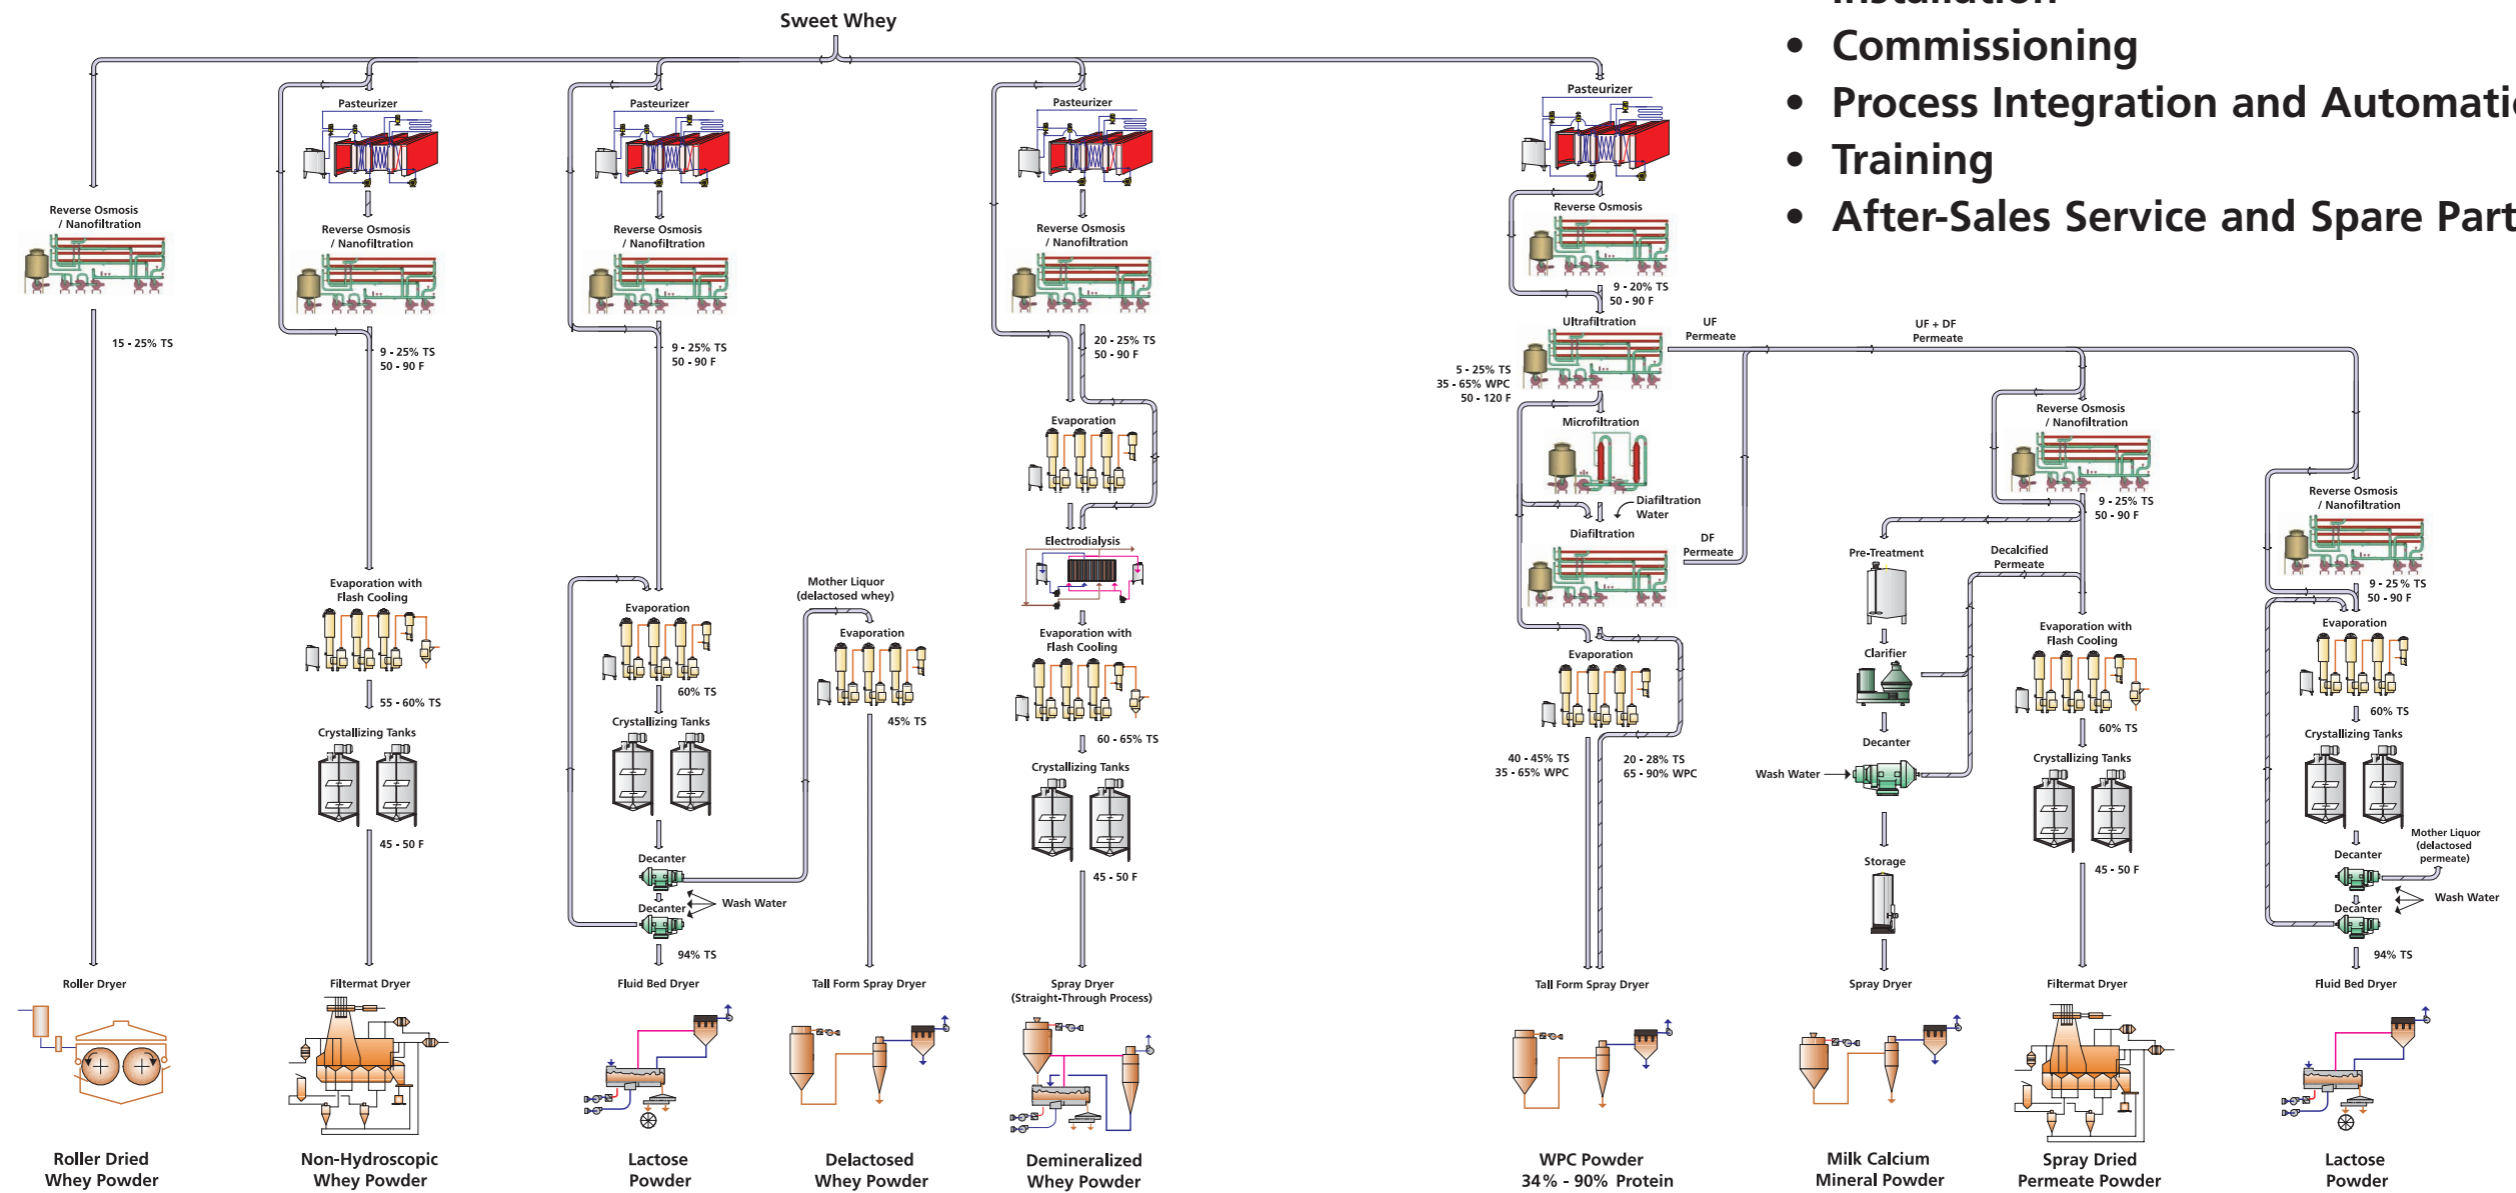 Sweet Whey
Installation
• Commissioning
• Process Integration and Automatic
• Training
• After-Sales Service and Spare Part
Reverse Osmosis
/ Nanofiltration
15 - 25% TS
Roller Dryer
Roller Dried
Whey Powder
Pasteurizer
Reverse Osmosis
/ Nanofiltration
9 - 25% TS
50 - 90 F
Evaporation with
Flash Cooling
55 - 60% TS
Crystallizing Tanks
45 - 50 F
Filtermat Dryer
Non-Hydroscopic
Whey Powder
Pasteurizer
Reverse Osmosis
/ Nanofiltration
9 - 25% TS
50 - 90 F
Evaporation
60% TS
Crystallizing Tanks
Decanter
Decanter
Wash Water
94% TS
Fluid Bed Dryer
Lactose
Powder
Mother Liquor
(delactosed whey)
Evaporation
45% TS
Tall Form Spray Dryer
Delactosed
Whey Powder
Pasteurizer
Reverse Osmosis
/ Nanofiltration
20 - 25% TS
50 - 90 F
Evaporation
Electrodialysis
Evaporation with
Flash Cooling
60 - 65% TS
Crystallizing Tanks
45 - 50 F
Spray Dryer
(Straight-Through Process)
Demineralized
Whey Powder
Pasteurizer
Reverse Osmosis
9 - 20% TS
50 - 90 F
Ultrafiltration
UF
Permeate
UF + DF
Permeate
5 - 25% TS
35 - 65% WPC
50 - 120 F
Microfiltration
Diafiltration
Water
Diafiltration
DF
Permeate
Evaporation
40 - 45% TS
35 - 65% WPC
20 - 28% TS
65 - 90% WPC
Tall Form Spray Dryer
WPC Powder
34% - 90% Protein
Pre-Treatment
Decalcified
Permeate
Clarifier
Decanter
Wash Water
Storage
Spray Dryer
Milk Calcium
Mineral Powder
Reverse Osmosis
/ Nanofiltration
9 - 25% TS
50 - 90 F
Evaporation with
Flash Cooling
60% TS
Crystallizing Tanks
45 - 50 F
Filtermat Dryer
Spray Dried
Permeate Powder
Reverse Osmosis
/ Nanofiltration
9 - 25% TS
50 - 90 F
Evaporation
60% TS
Crystallizing Tanks
Mother Liquor
(delactosed
permeate)
Decanter
Wash Water
Decanter
94% TS
Fluid Bed Dryer
Lactose
Powder